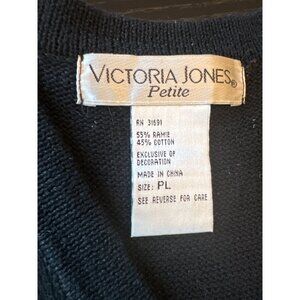 VICTORIA JONES®
Petite
RN 31691
55% RAMIE
45% COTTON
EXCLUSIVE OF
DECORATION
MADE IN CHINA
SIZE: PL
SEE REVERSE FOR CARE